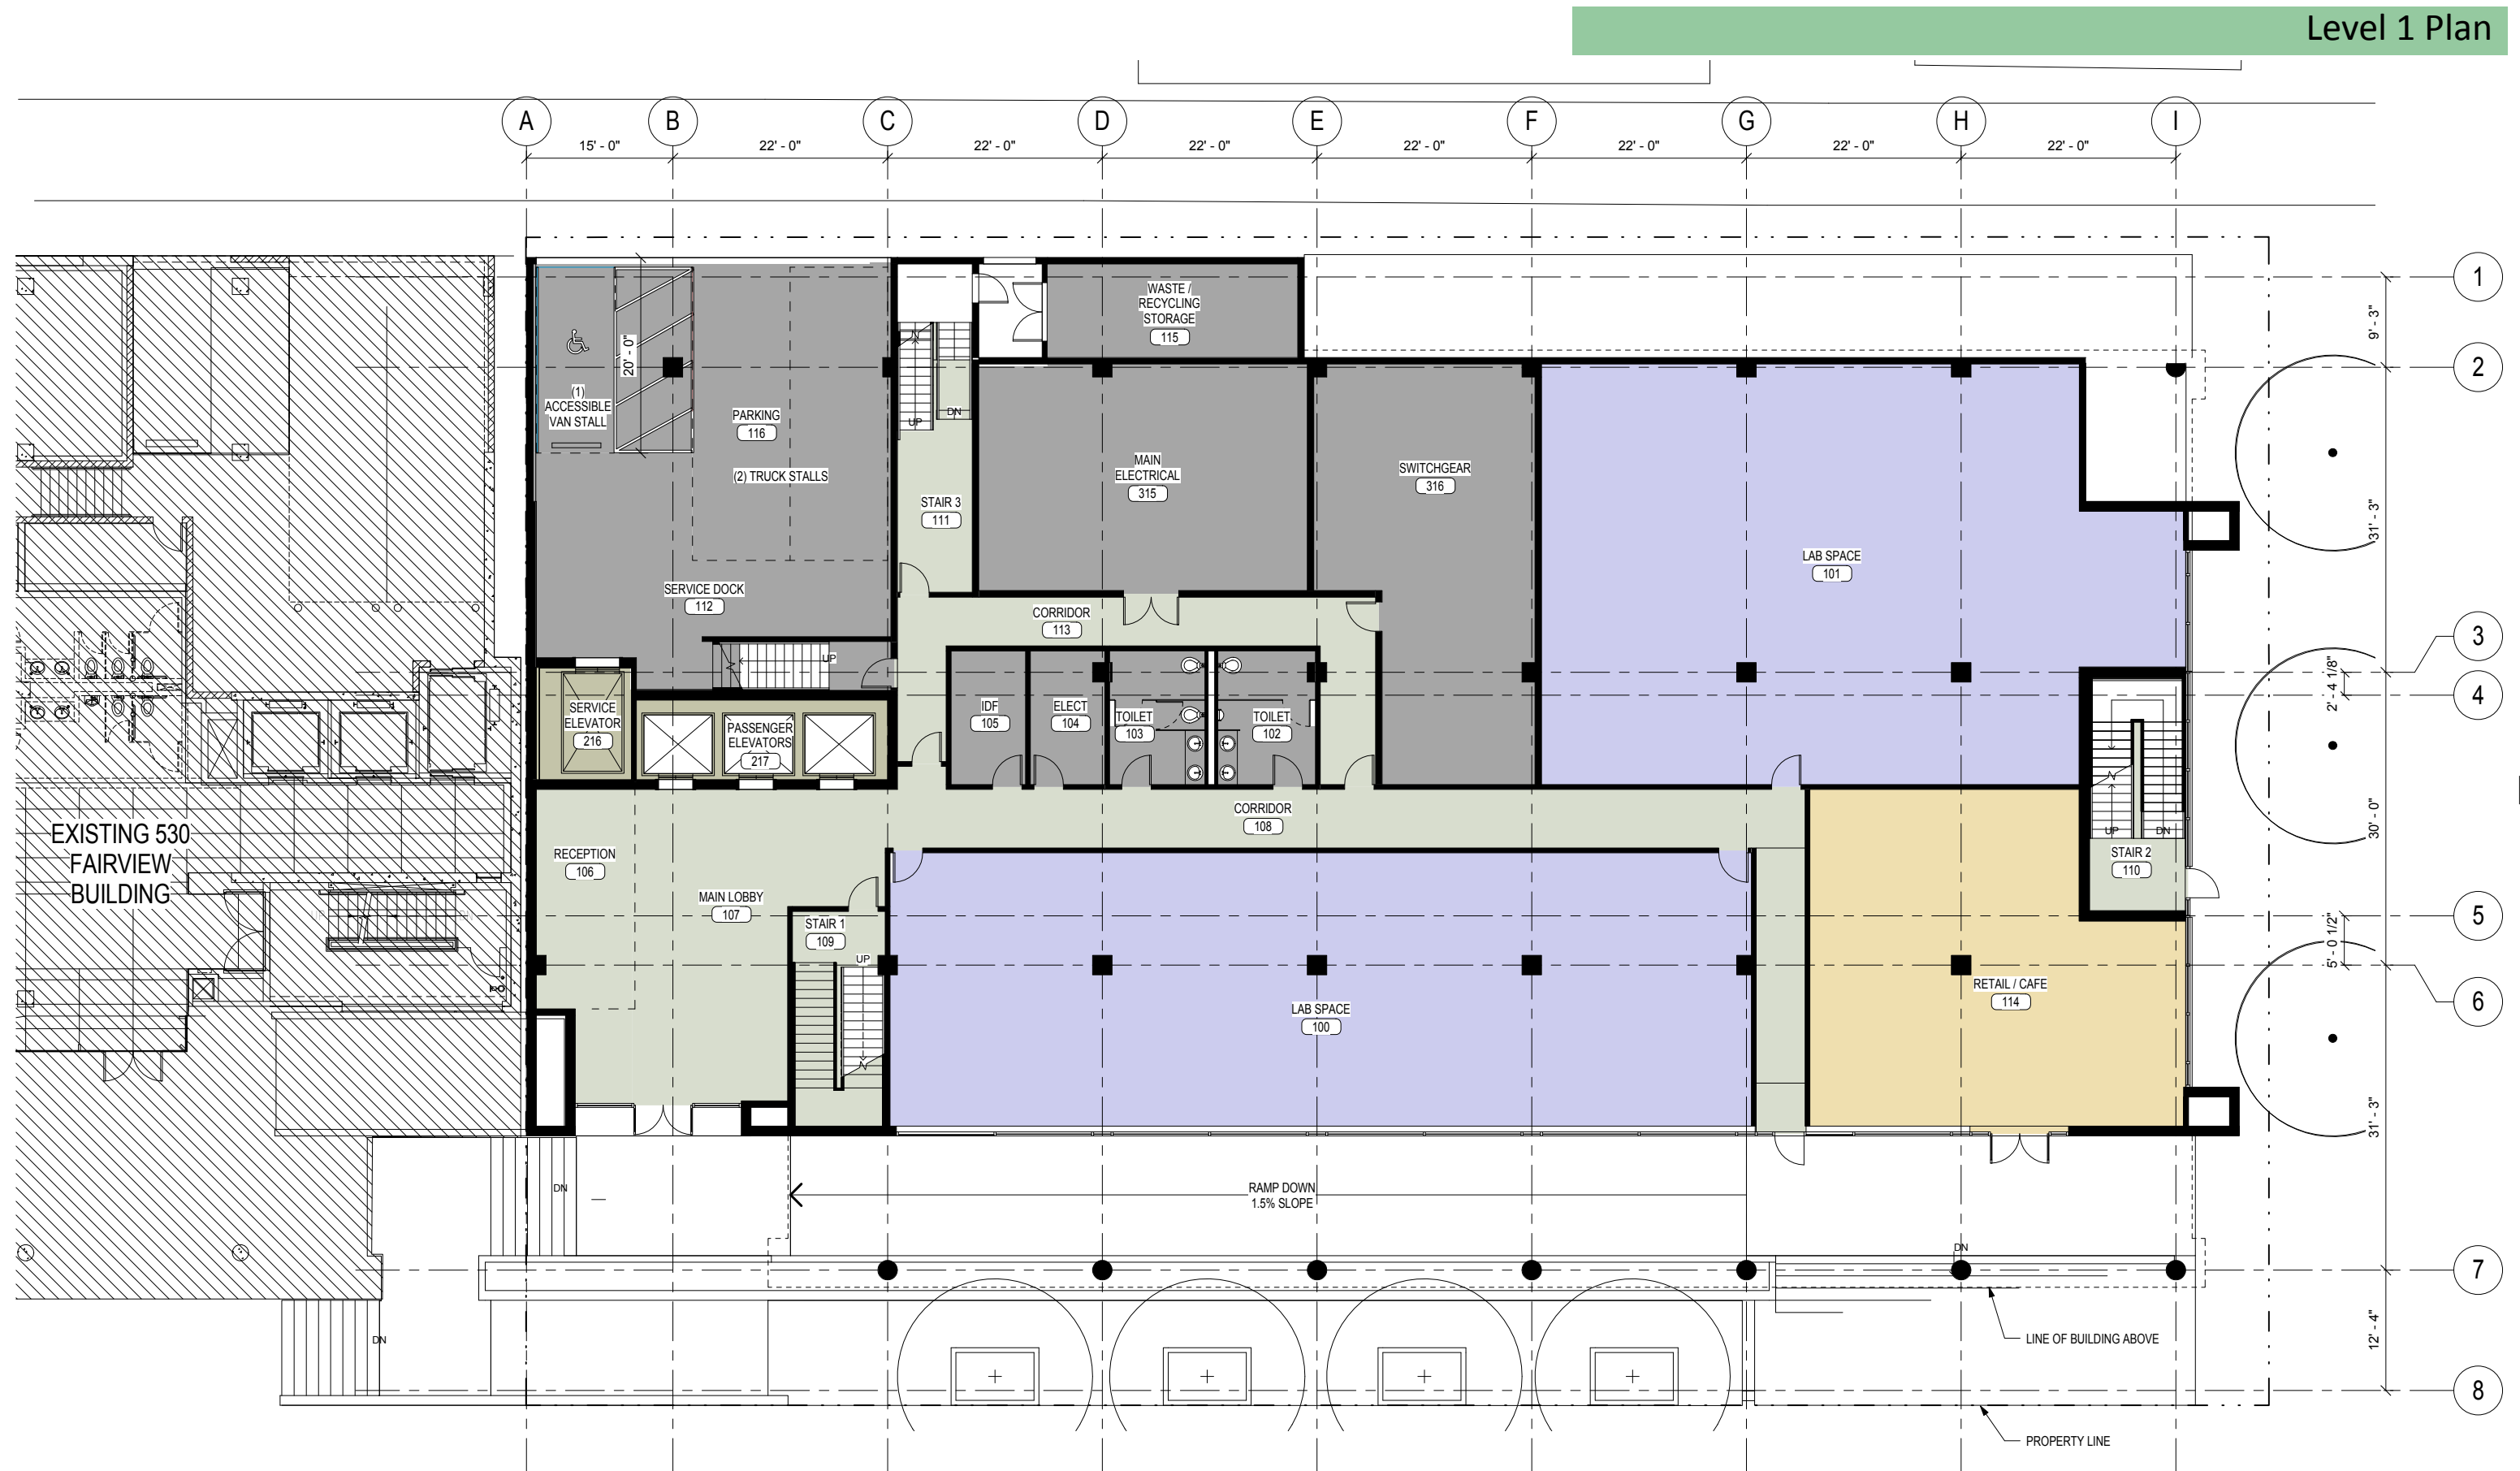 Level 1 Plan
A
B
C
D
E
F
G
H
I
15' - 0"
22' - 0"
22' - 0"
22' - 0"
22' - 0"
22' - 0"
22' - 0"
22' - 0"
1
2
3
4
5
6
7
8
9' - 3"
31' - 3"
2' - 4 1/8"
30' - 0"
5' - 0 1/2"
31' - 3"
12' - 4"
20' - 0"
(1)
ACCESSIBLE
VAN STALL
PARKING
116
(2) TRUCK STALLS
SERVICE DOCK
112
UP
WASTE /
RECYCLING
STORAGE
115
UP
DN
STAIR 3
111
MAIN
ELECTRICAL
315
SWITCHGEAR
316
LAB SPACE
101
CORRIDOR
113
SERVICE
ELEVATOR
216
PASSENGER
ELEVATORS
217
IDF
105
ELECT
104
TOILET
103
TOILET
102
CORRIDOR
108
EXISTING 530
FAIRVIEW
BUILDING
RECEPTION
106
MAIN LOBBY
107
STAIR 1
109
UP
LAB SPACE
100
UP
DN
STAIR 2
110
RETAIL / CAFE
114
DN
RAMP DOWN
1.5% SLOPE
DN
DN
LINE OF BUILDING ABOVE
PROPERTY LINE